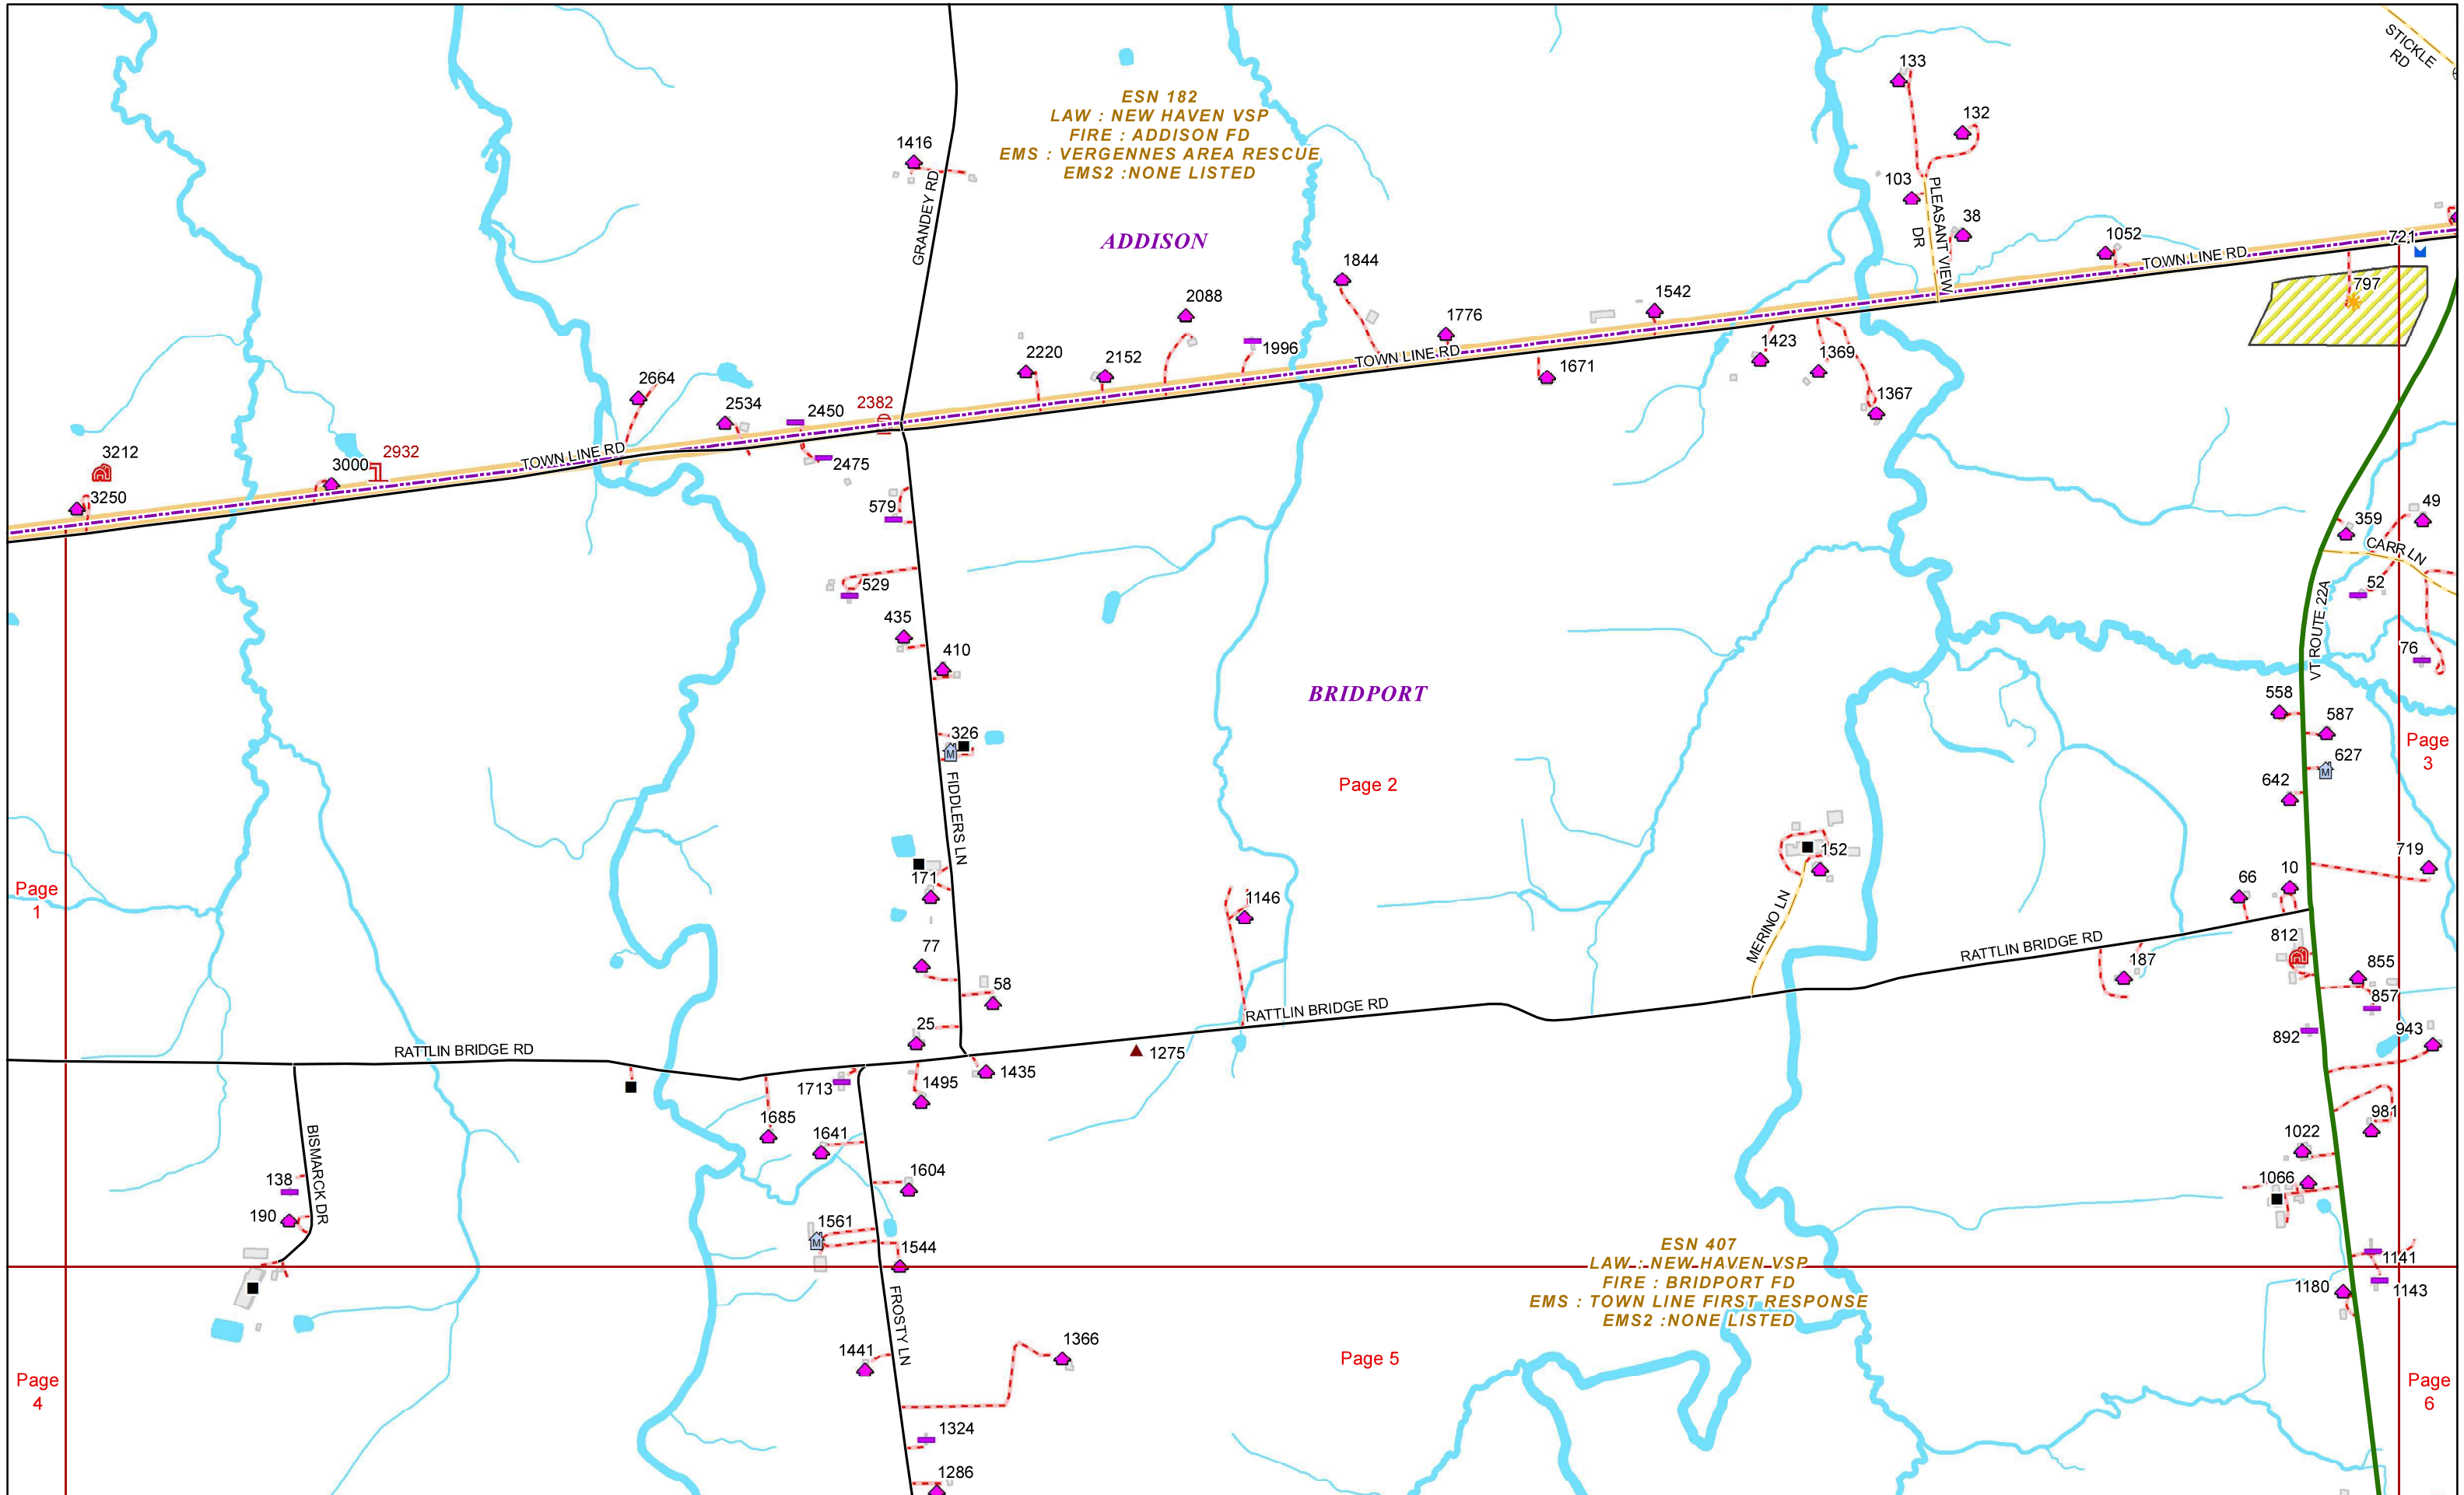 STICKLE
RD
133
132
ESN 182
LAW : NEW HAVEN VSP
FIRE : ADDISON FD
EMS : VERGENNES AREA RESCUE
EMS2 :NONE LISTED
1416
GRANDEY RD
103
PLEASANT VIEW
DR
38
1052
ADDISON
721
TOWN LINE RD
1844
797
2088
1542
1776
2220
2152
1996
TOWN LINE RD
1671
1423
1369
1367
2664
2534
2450
2382
2475
TOWN LINE RD
3212
3250
3000
2932
579
49
359
CARR LN
529
52
435
VT ROUTE 22A
410
76
BRIDPORT
558
587
326
M
Page
3
627
M
642
Page 2
FIDDLERS LN
152
719
171
10
66
Page
1
1146
MERINO LN
77
812
RATTLIN BRIDGE RD
187
855
58
857
RATTLIN BRIDGE RD
25
892
943
RATTLIN BRIDGE RD
1275
1435
1495
1713
1685
981
1641
1022
BISMARCK DR
138
1604
1066
190
1561
M
1544
ESN 407
LAW : NEW HAVEN VSP
FIRE : BRIDPORT FD
EMS : TOWN LINE FIRST RESPONSE
EMS2 :NONE LISTED
1141
1180
1143
FROSTY LN
1441
1366
Page 5
Page
4
Page
6
1324
1286